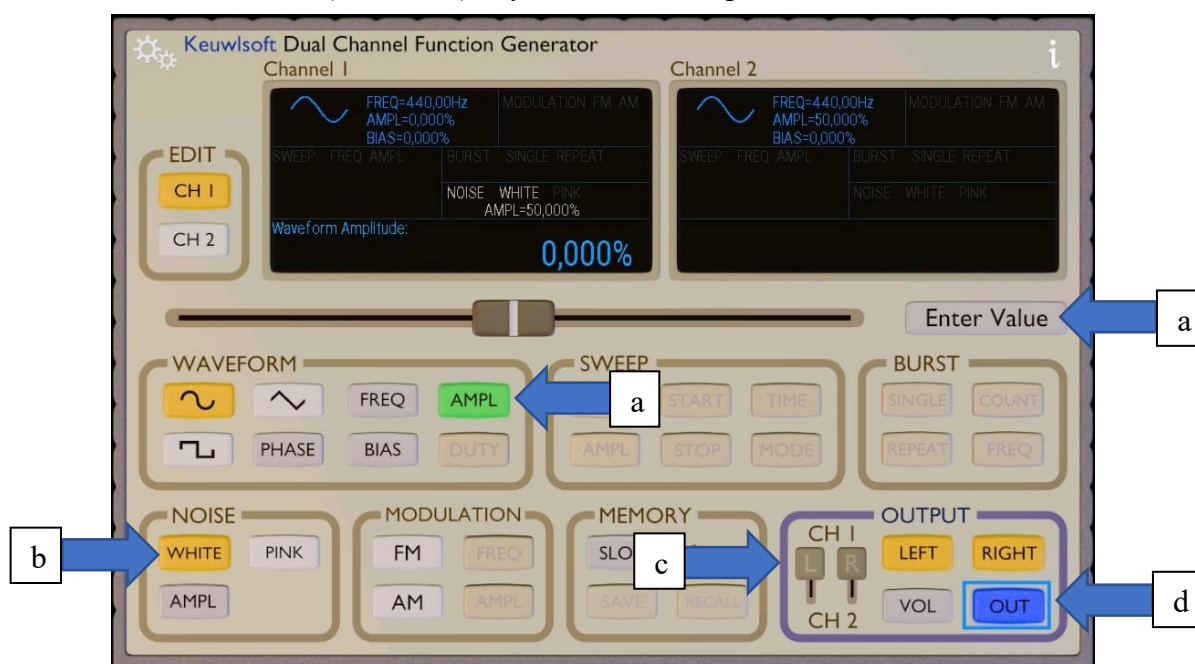 Keuwlsoft Dual Channel Function Generator
i
Channel 1
Channel 2
FREQ=440,00Hz
AMPL=0,000%
BIAS=0,000%
MODULATION FM AM
SWEEP FREQ AMPL
BURST SINGLE REPEAT
NOISE WHITE PINK
AMPL=50,000%
Waveform Amplitude:
0,000%
FREQ=440,00Hz
AMPL=50,000%
BIAS=0,000%
MODULATION FM AM
SWEEP FREQ AMPL
BURST SINGLE REPEAT
NOISE WHITE PINK
EDIT
CH 1
CH 2
Enter Value
a
WAVEFORM
FREQ
AMPL
a
PHASE
BIAS
DUTY
SWEEP
START
TIME
AMPL
STOP
MODE
BURST
SINGLE
COUNT
REPEAT
FREQ
b
NOISE
WHITE
PINK
AMPL
MODULATION
FM
FREQ
AM
AMPL
MEMORY
c
SAVE
RECALL
OUTPUT
CH 1
L R
CH 2
LEFT
RIGHT
VOL
OUT
d